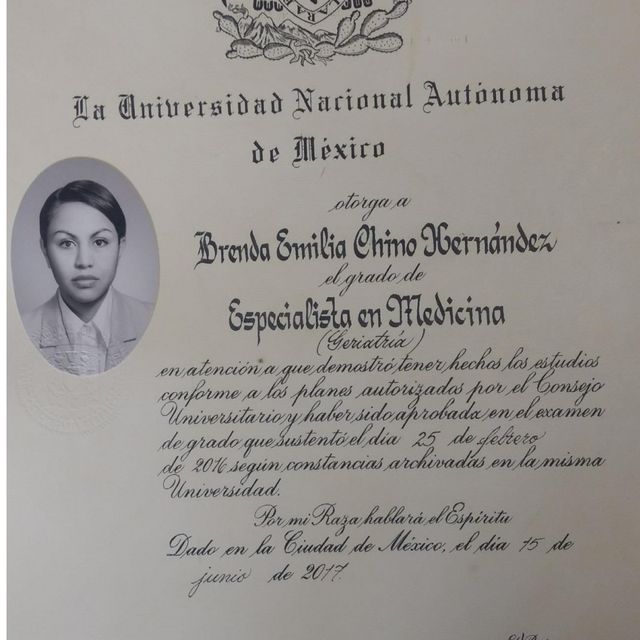 La Universidad Nacional Autónoma
de México
otorga a
Brenda Emilia Chino Hernández
el grado de
Especialista en Medicina
(Geriatría)
en atención a que demostró tener hechos los estudios
conforme a los planes autorizados por el Consejo
Universitario y haber sido aprobada en el examen
de grado que sustentó el día 25 de febrero
de 2016 según constancias archivadas en la misma
Universidad.
Por mi Raza hablará el Espíritu
Dado en la Ciudad de México, el día 15 de
junio de 2017.